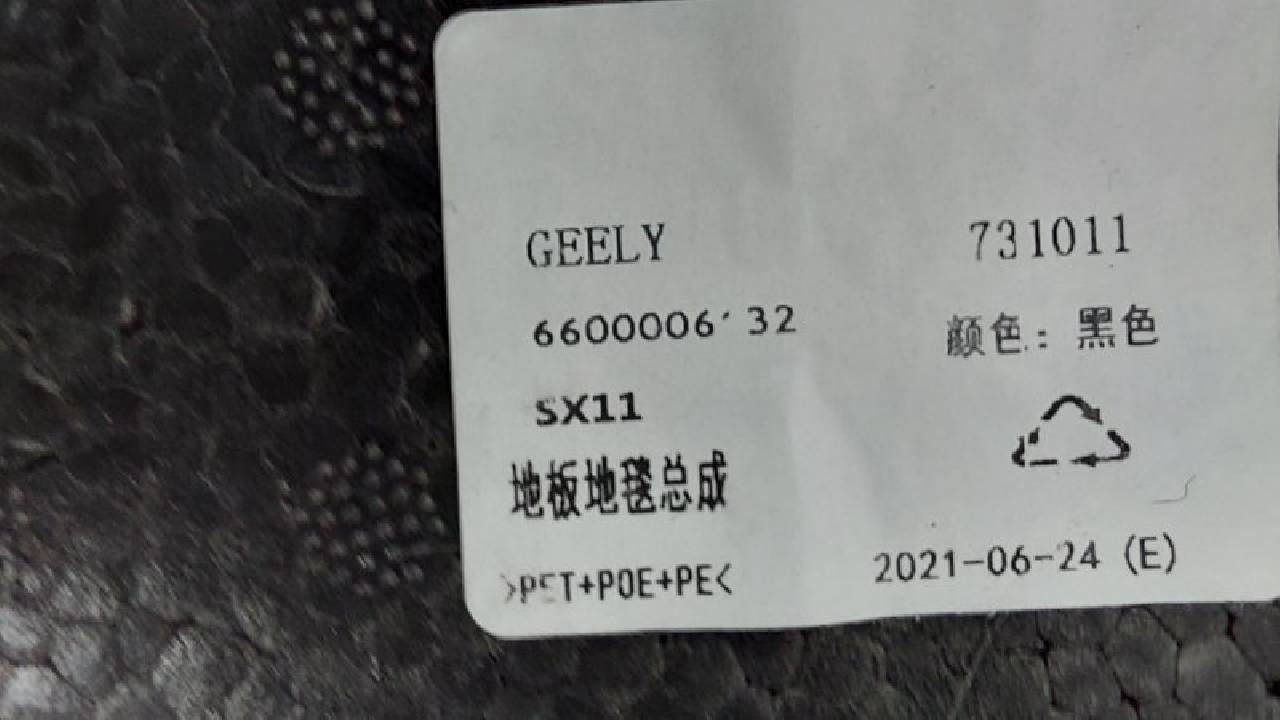 GEELY 731011
6600006′32 颜色: 黑色
SX11
地板地毯总成
>PET+POE+PE< 2021-06-24 (E)